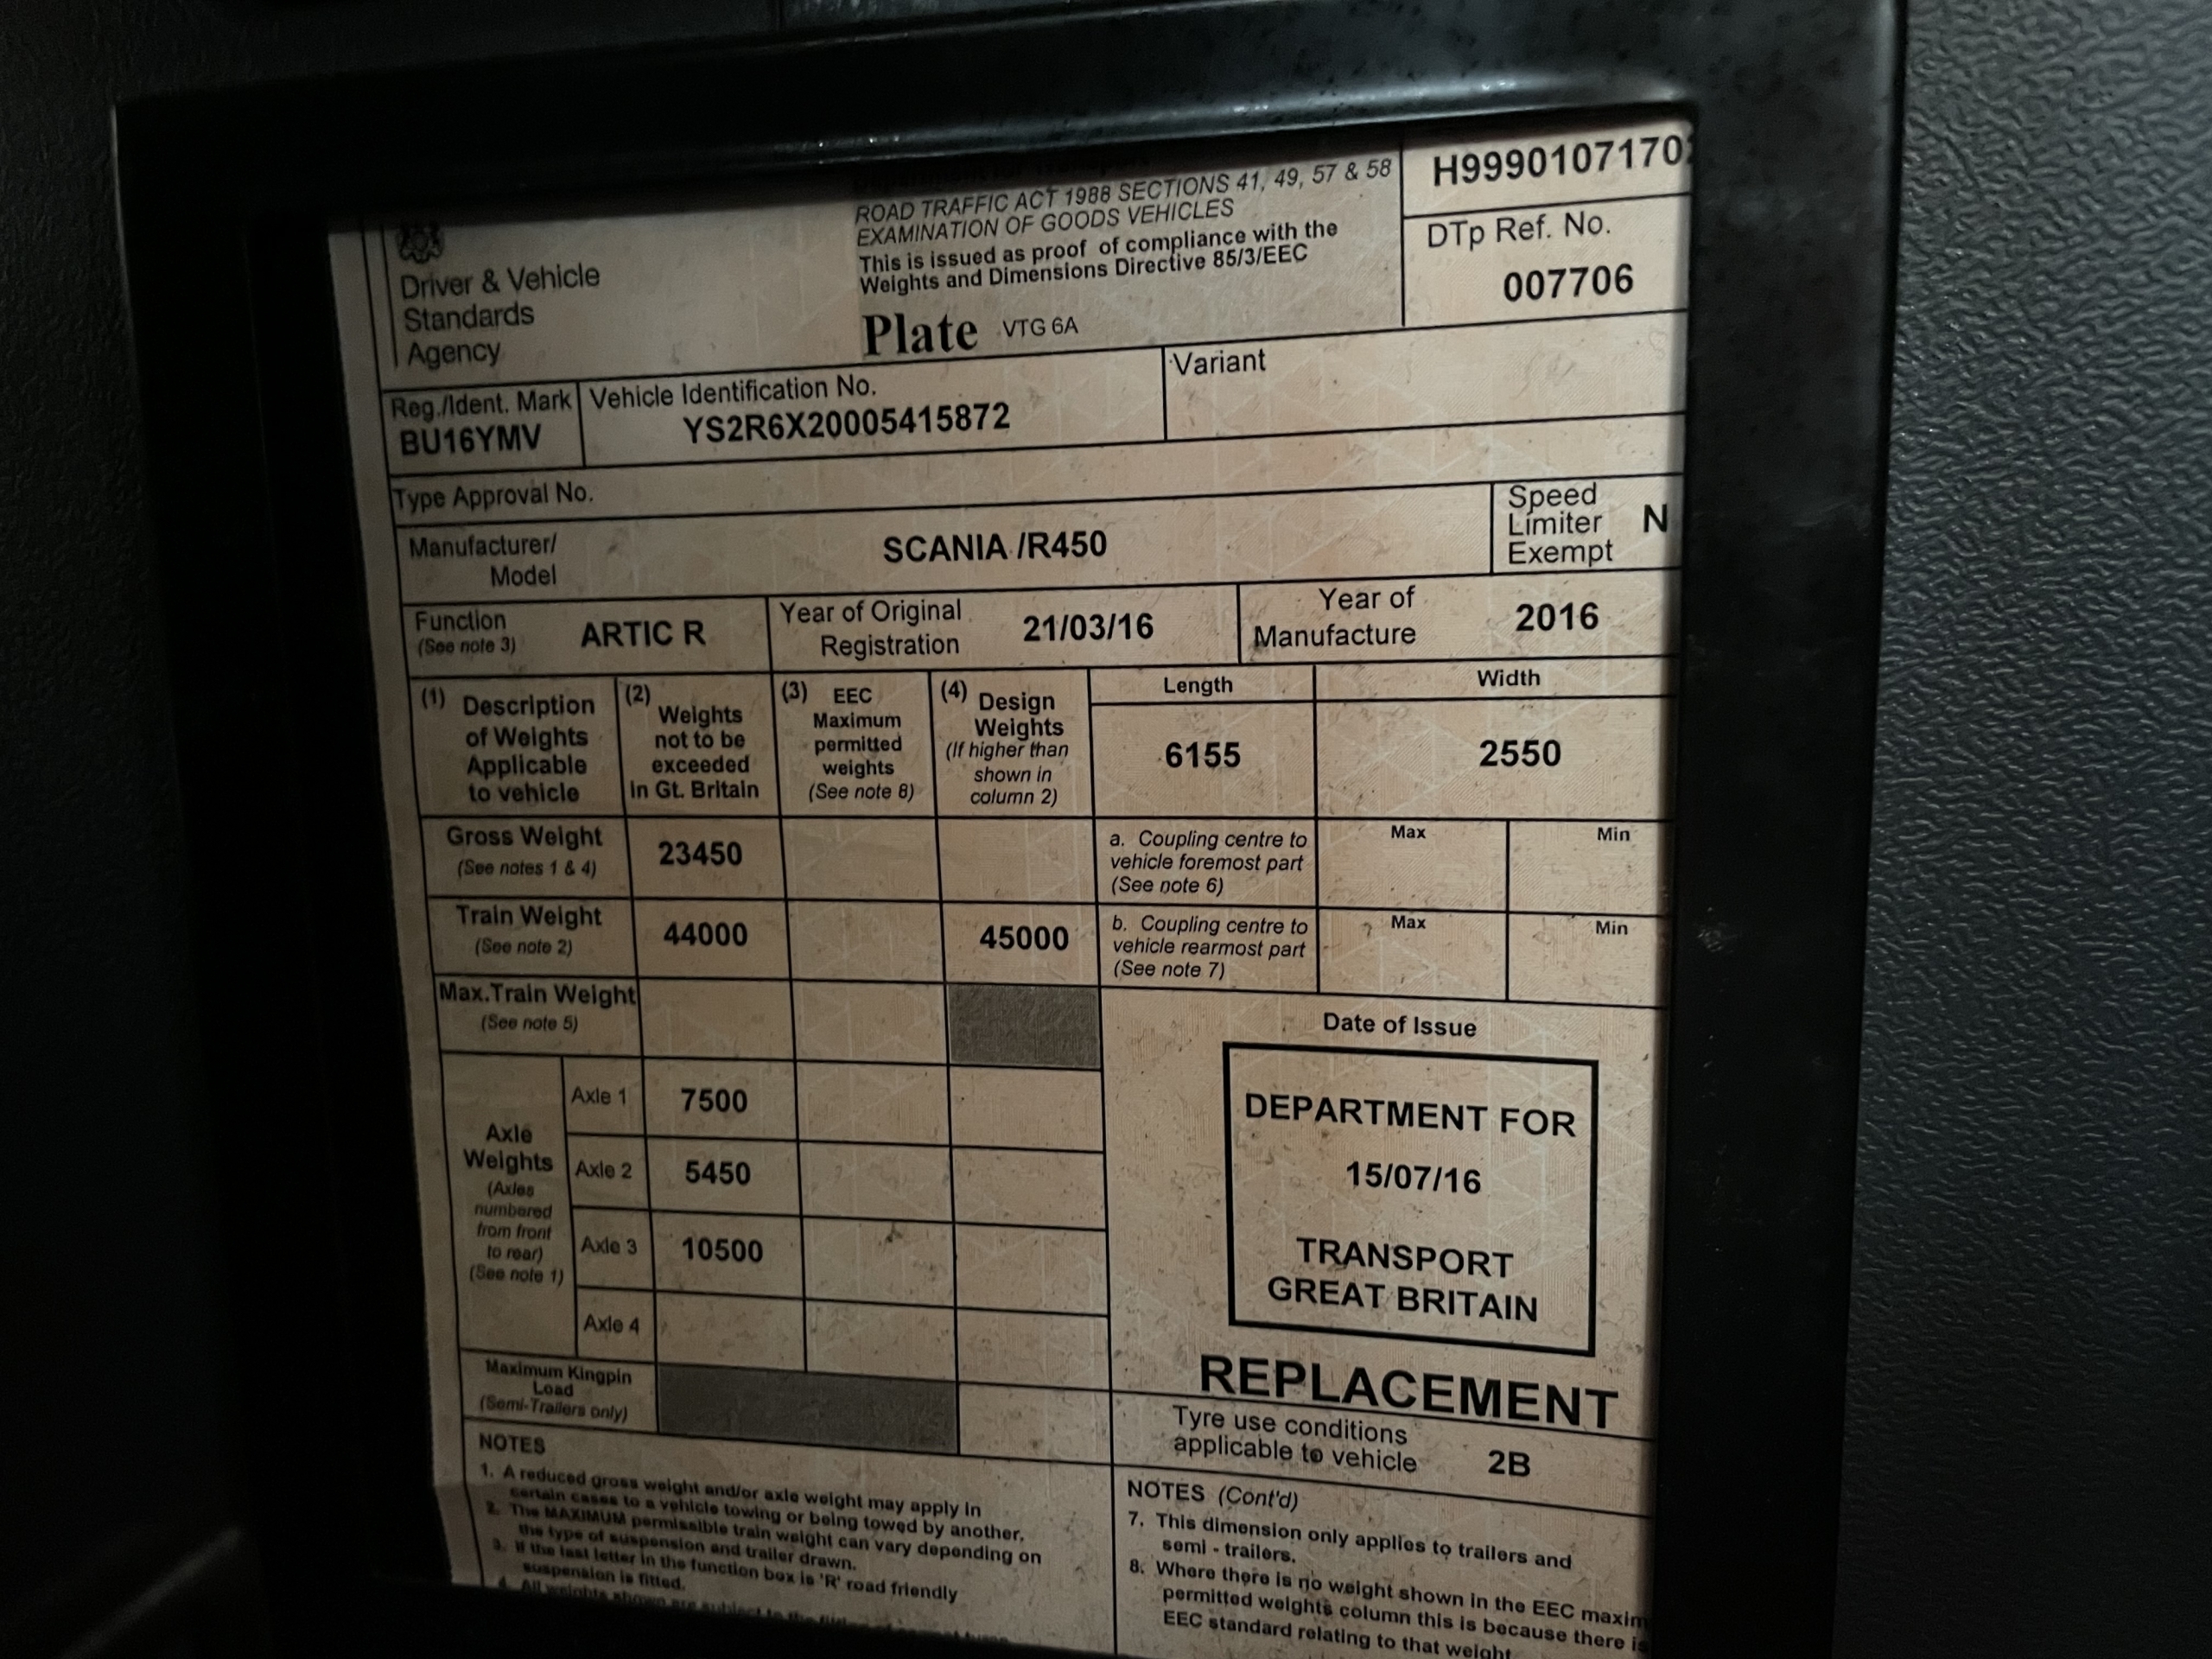 ROAD TRAFFIC ACT 1988 SECTIONS 41, 49, 57 & 58
EXAMINATION OF GOODS VEHICLES
This is issued as proof of compliance with the
Weights and Dimensions Directive 85/3/EEC
Plate VTG 6A
H9990107170
DTp Ref. No.
007706
Driver & Vehicle
Standards
Agency
Reg./Ident. Mark
BU16YMV
Vehicle Identification No.
YS2R6X20005415872
Variant
Type Approval No.
Manufacturer/
Model
SCANIA /R450
Speed
Limiter
Exempt
N
Function
(See note 3)
ARTIC R
Year of Original
Registration
21/03/16
Year of
Manufacture
2016
(1) Description
of Weights
Applicable
to vehicle
(2) Weights
not to be
exceeded
in Gt. Britain
(3) EEC
Maximum
permitted
weights
(See note 8)
(4) Design
Weights
(If higher than
shown in
column 2)
Length
6155
Width
2550
Gross Weight
(See notes 1 & 4)
23450
a. Coupling centre to
vehicle foremost part
(See note 6)
Max
Min
Train Weight
(See note 2)
44000
45000
b. Coupling centre to
vehicle rearmost part
(See note 7)
Max
Min
Max.Train Weight
(See note 5)
Axle
Weights
(Axles
numbered
from front
to rear)
(See note 1)
Axle 1
7500
Axle 2
5450
Axle 3
10500
Axle 4
Maximum Kingpin
Load
(Semi-Trailers only)
Date of Issue
DEPARTMENT FOR
15/07/16
TRANSPORT
GREAT BRITAIN
REPLACEMENT
Tyre use conditions
applicable to vehicle
2B
NOTES
1. A reduced gross weight and/or axle weight may apply in
certain cases to a vehicle towing or being towed by another.
2. The MAXIMUM permissible train weight can vary depending on
the type of suspension and trailer drawn.
3. If the last letter in the function box is 'R' road friendly
suspension is fitted.
4. All weights shown are subject to the
NOTES (Cont'd)
7. This dimension only applies to trailers and
semi - trailers.
8. Where there is no weight shown in the EEC maxim
permitted weights column this is because there is
EEC standard relating to that weight